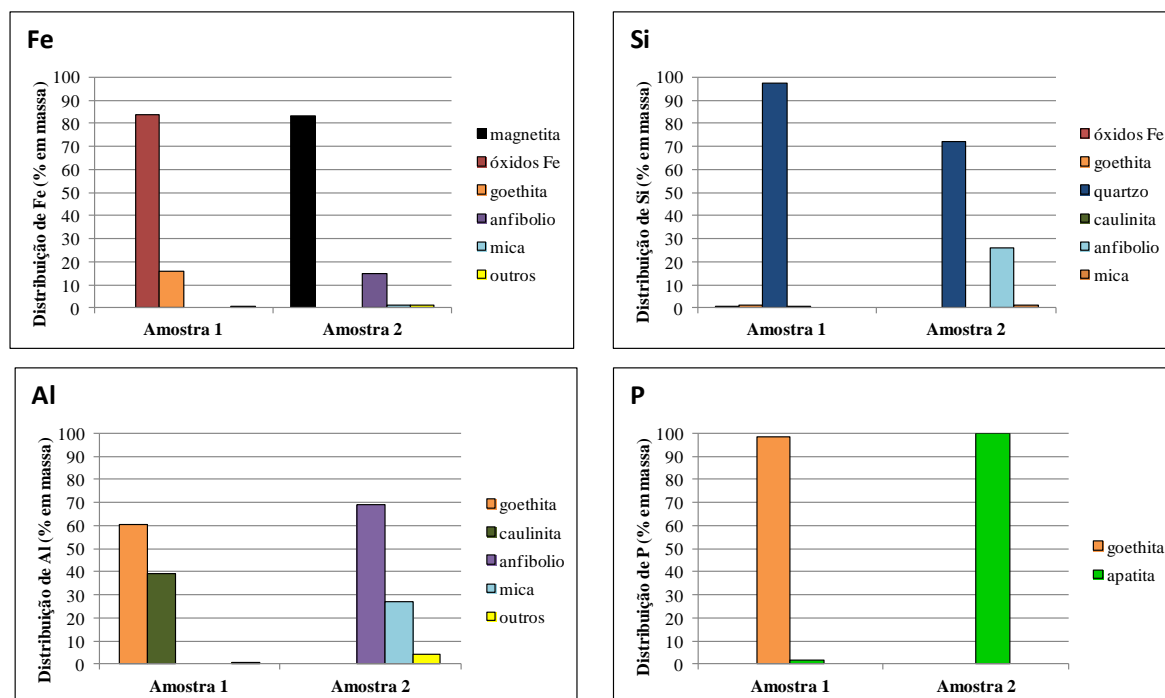 Fe
Distribuição de Fe (% em massa)
100
90
80
70
60
50
40
30
20
10
0
Amostra 1
Amostra 2
magnetita
óxidos Fe
goethita
anfibolio
mica
outros
Si
Distribuição de Si (% em massa)
100
90
80
70
60
50
40
30
20
10
0
Amostra 1
Amostra 2
óxidos Fe
goethita
quartzo
caulinita
anfibolio
mica
Al
Distribuição de Al (% em massa)
100
90
80
70
60
50
40
30
20
10
0
Amostra 1
Amostra 2
goethita
caulinita
anfibolio
mica
outros
P
Distribuição de P (% em massa)
100
90
80
70
60
50
40
30
20
10
0
Amostra 1
Amostra 2
goethita
apatita